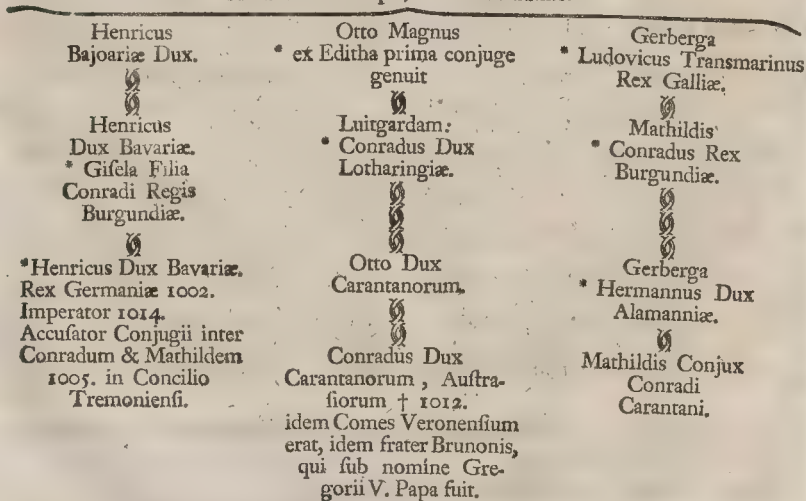 Henricus
Bajoariæ Dux.
Henricus
Dux Bavariæ.
* Giſela Filia
Conradi Regis
Burgundiæ.
*Henricus Dux Bavariæ.
Rex Germaniæ 1002.
Imperator 1014.
Accuſator Conjugii inter
Conradum & Mathildem
1005. in Concilio
Tremonienſi.
Otto Magnus
* ex Editha prima conjuge
genuit
Luitgardam:
* Conradus Dux
Lotharingiæ.
Otto Dux
Carantanorum.
Conradus Dux
Carantanorum, Auſtra-
ſiorum † 1012.
idem Comes Veronenſium
erat, idem frater Brunonis,
qui ſub nomine Gre-
gorii V. Papa fuit.
Gerberga
* Ludovicus Transmarinus
Rex Galliæ.
Mathildis
* Conradus Rex
Burgundiæ.
Gerberga
* Hermannus Dux
Alamanniæ.
Mathildis Conjux
Conradi
Carantani.